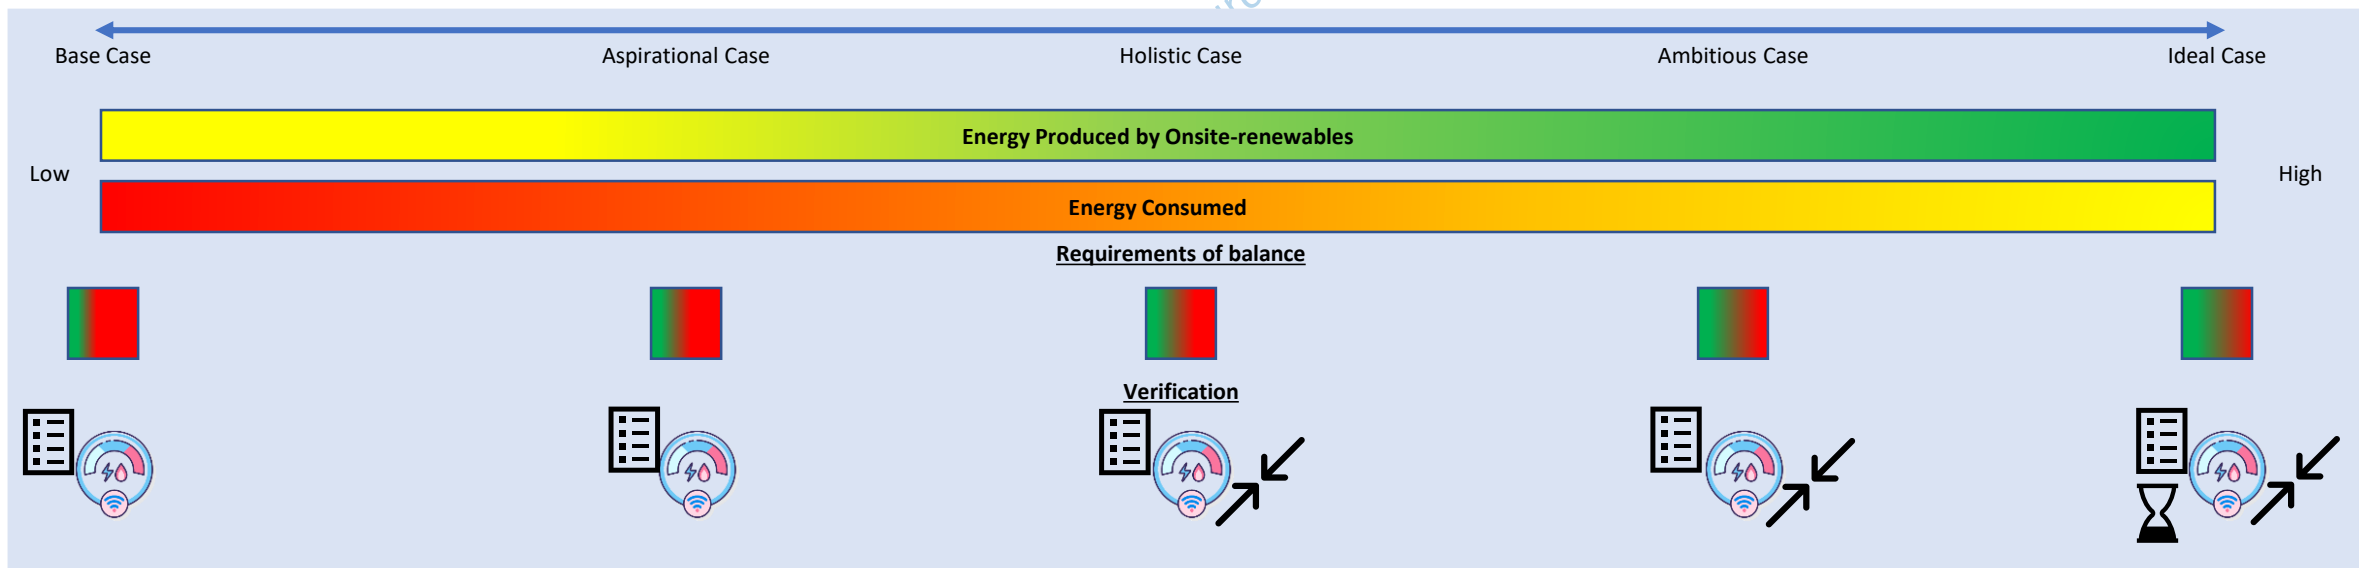 Base Case
Aspirational Case
Holistic Case
Ambitious Case
Ideal Case
Energy Produced by Onsite-renewables
Low
High
Energy Consumed
Requirements of balance
Verification